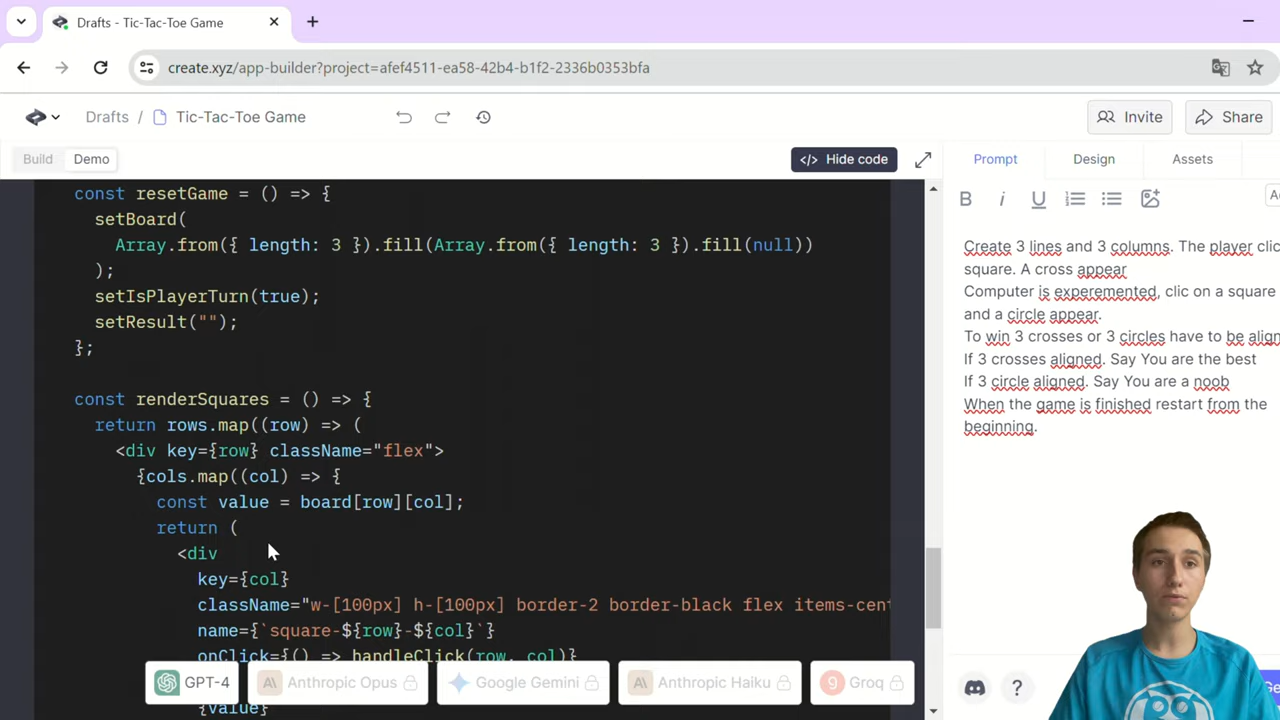 Drafts - Tic-Tac-Toe Game
create.xyz/app-builder?project=afef4511-ea58-42b4-b1f2-2336b0353bfa
Drafts / Tic-Tac-Toe Game
Invite
Share
Build
Demo
</> Hide code
Prompt
Design
Assets
B i U
const resetGame = () => {
setBoard(
Array.from({ length: 3 }).fill(Array.from({ length: 3 }).fill(null))
);
setIsPlayerTurn(true);
setResult("");
};
const renderSquares = () => {
return rows.map((row) => (
<div key={row} className="flex">
{cols.map((col) => {
const value = board[row][col];
return (
<div
key={col}
className="w-[100px] h-[100px] border-2 border-black flex items-cent
name={`square-${row}-${col}`}
onClick={() => handleClick(row, col)}
{value}
GPT-4
Anthropic Opus
Google Gemini
Anthropic Haiku
Groq
Create 3 lines and 3 columns. The player clic
square. A cross appear
Computer is experemented, clic on a square
and a circle appear.
To win 3 crosses or 3 circles have to be align
If 3 crosses aligned. Say You are the best
If 3 circle aligned. Say You are a noob
When the game is finished restart from the
beginning.
?